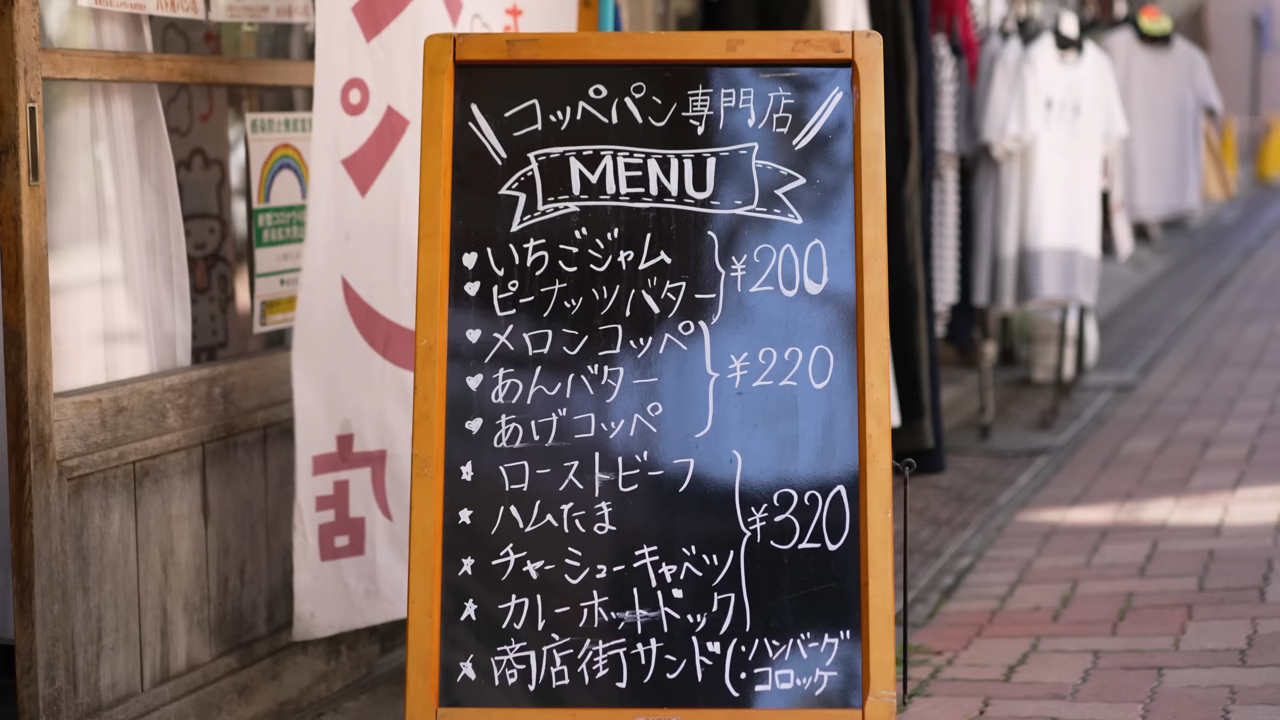 コッペパン専門店
MENU
♥いちごジャム
♥ピーナッツバター
¥200
♥メロンコッペ
♥あんバター
♥あげコッペ
¥220
★ローストビーフ
★ハムたま
★チャーシューキャベツ
★カレーホットドック
¥320
★商店街サンド(・ハンバーグ
・コロッケ
パン
店